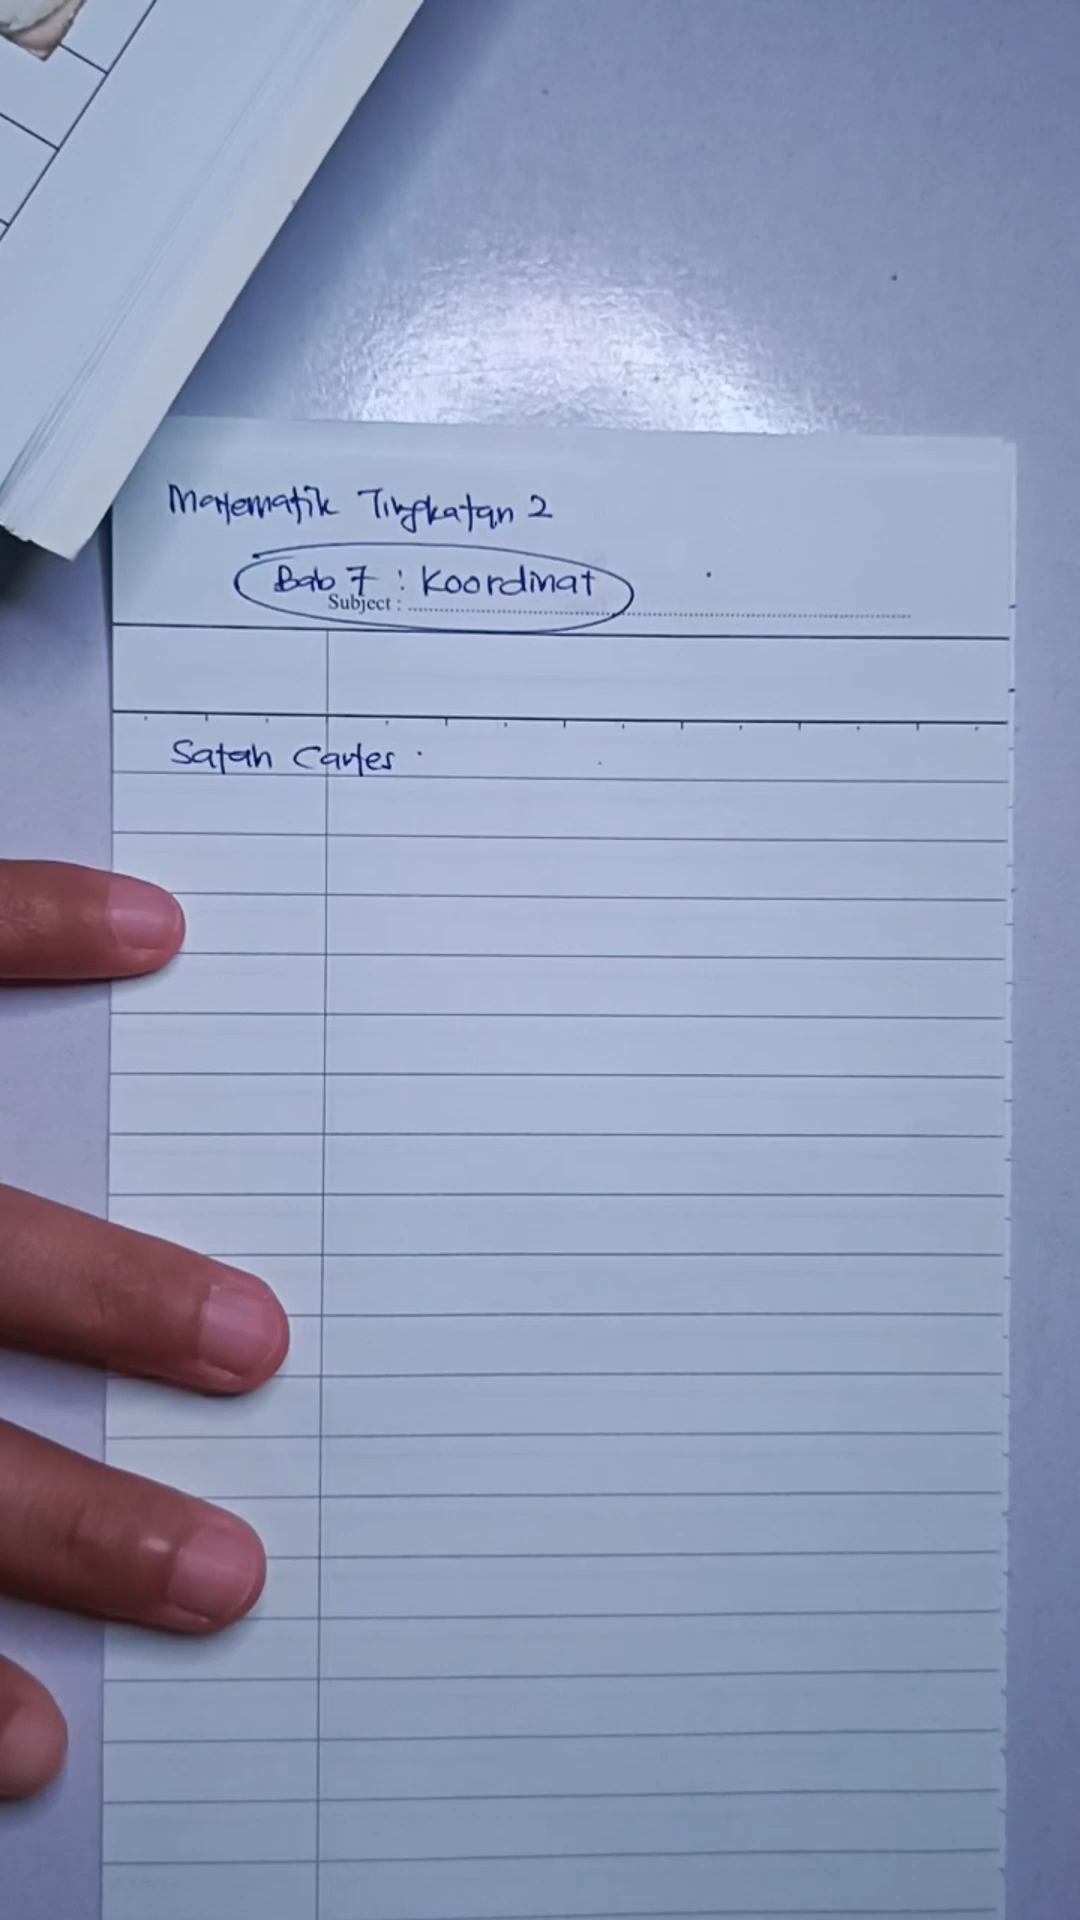 Matematik Tingkatan 2
Bab 7 : Koordinat
Subject :
Satah Cartes